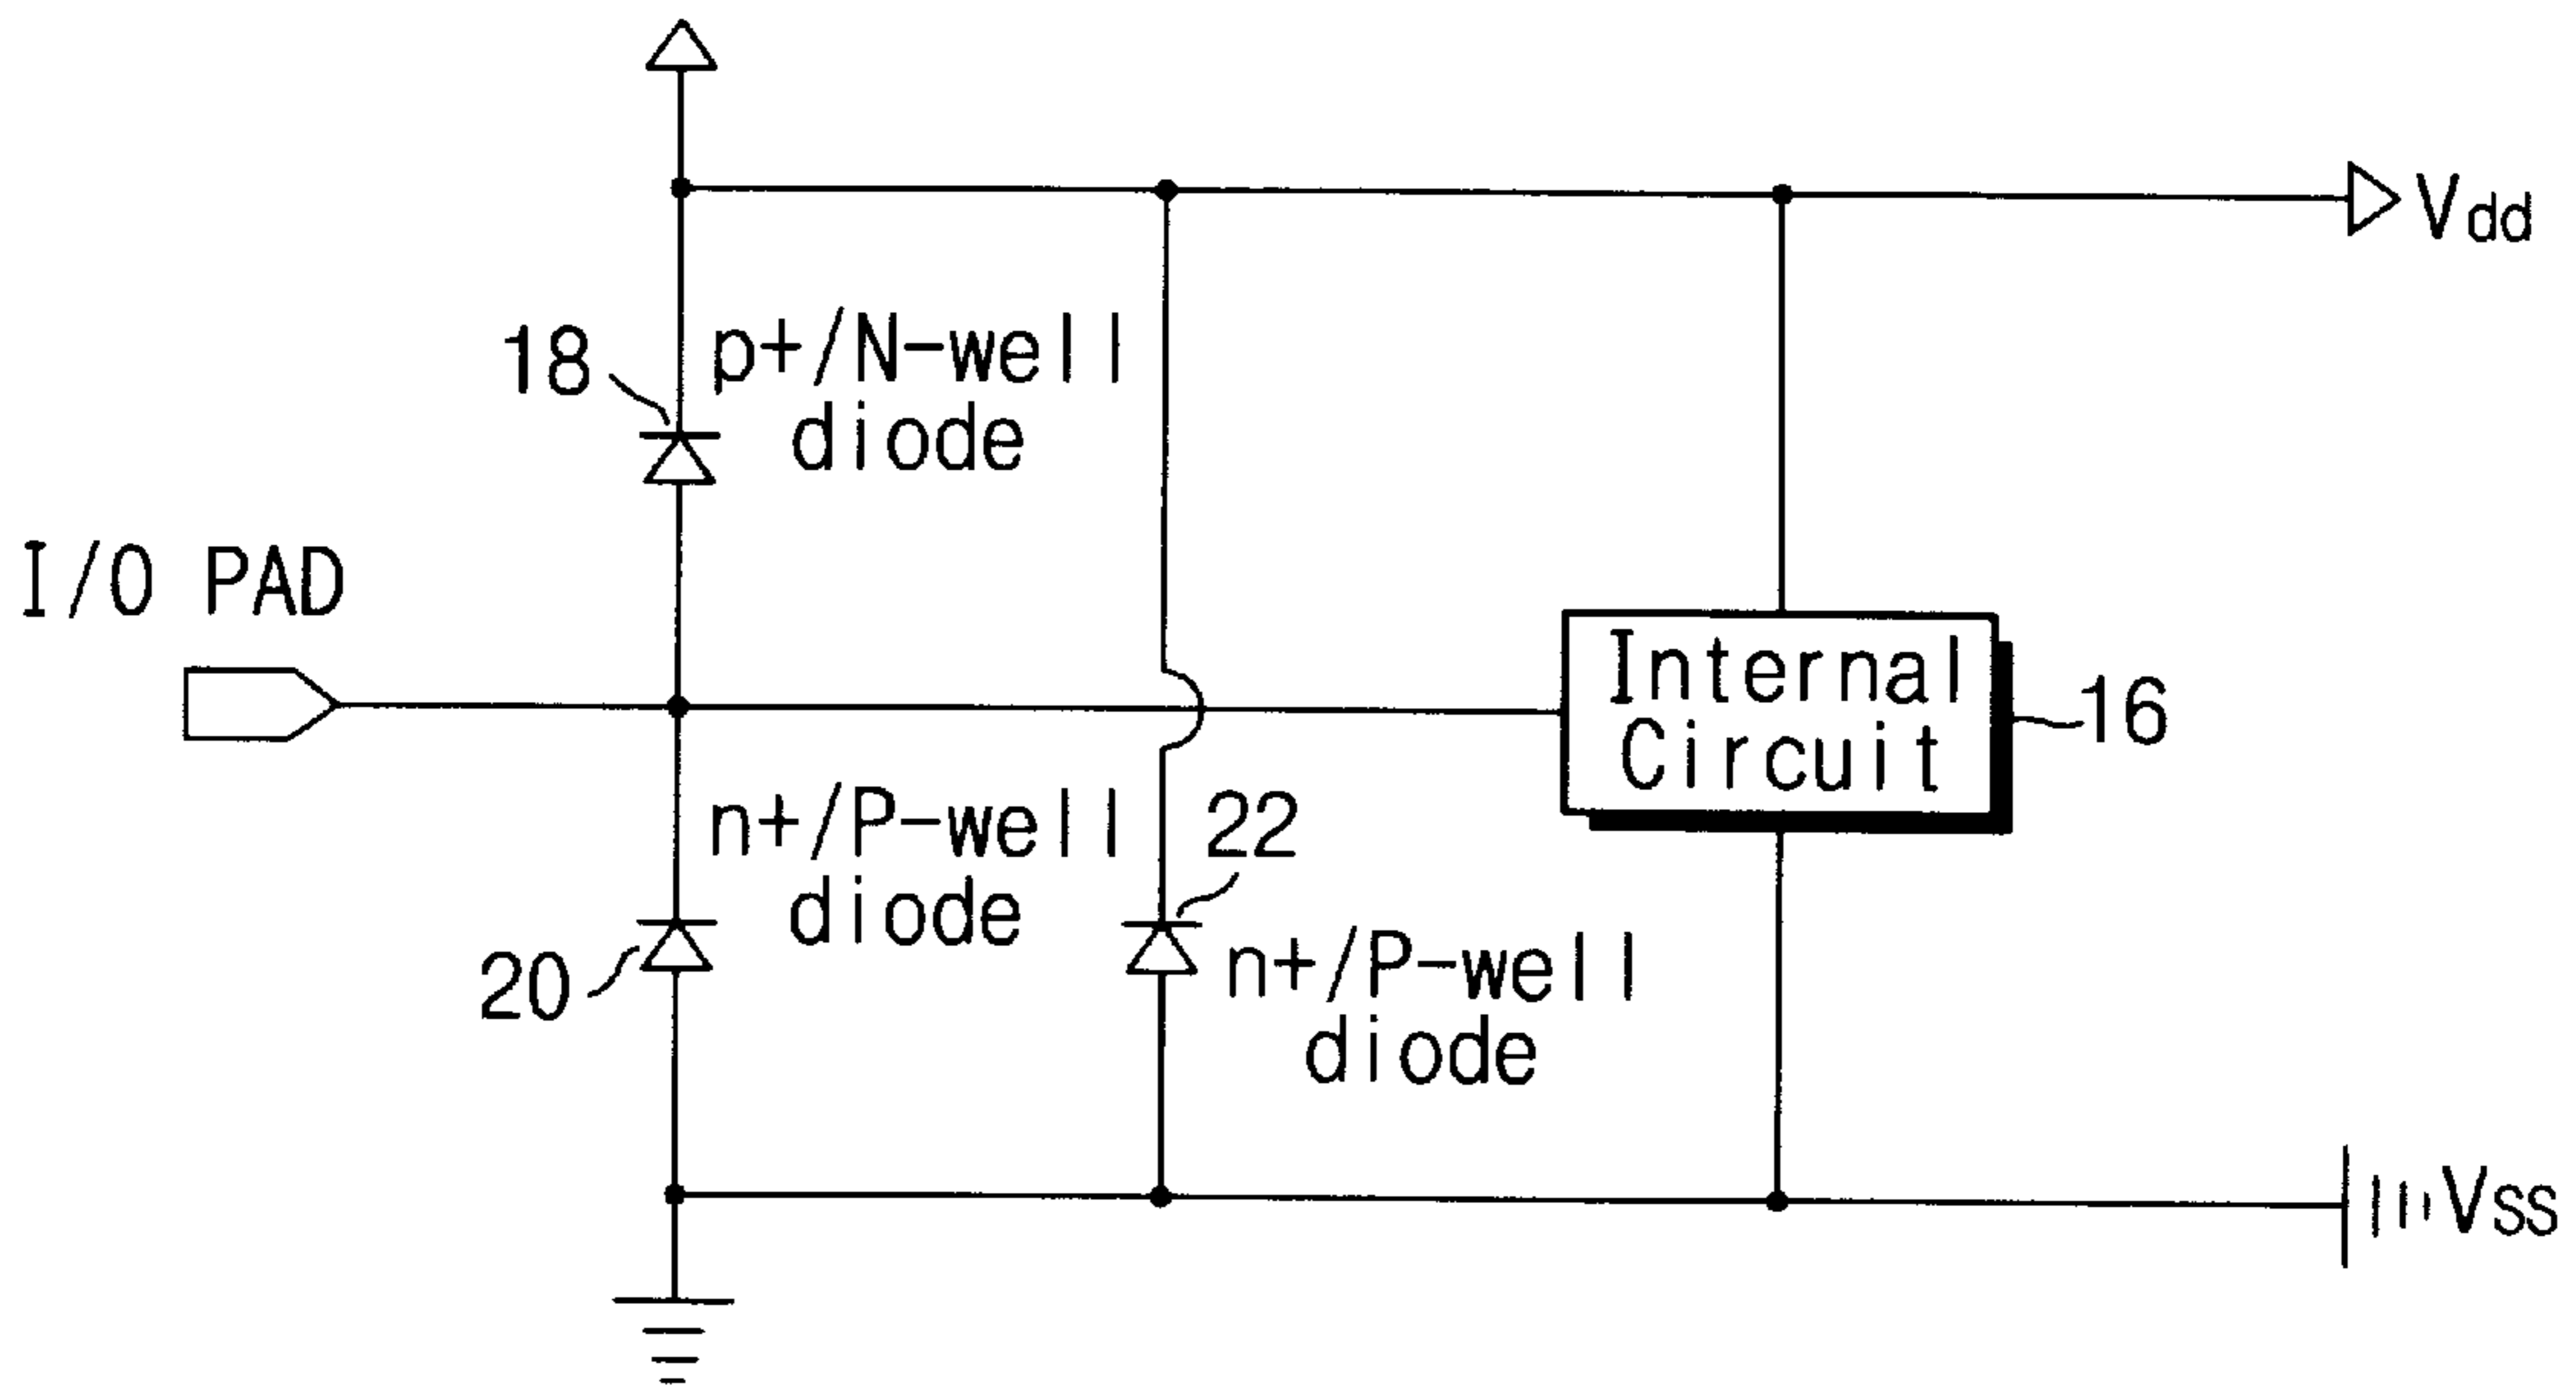 Vdd
18
p+/N-well
diode
I/O PAD
Internal
Circuit
16
n+/P-well
diode
22
20
n+/P-well
diode
Vss